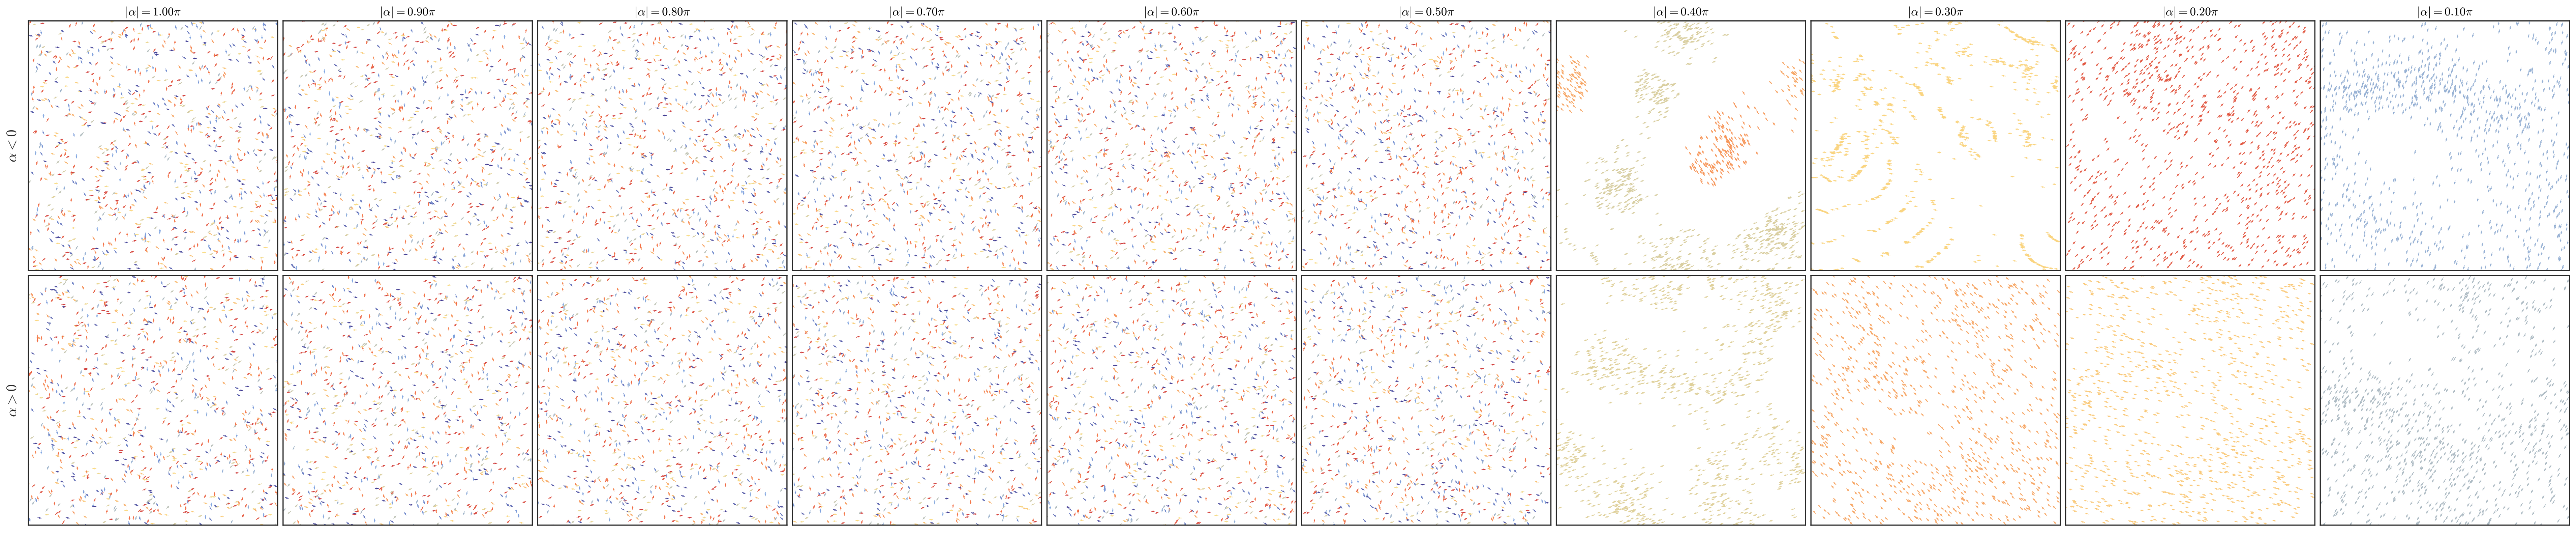 |α| = 1.00π |α| = 0.90π |α| = 0.80π |α| = 0.70π |α| = 0.60π |α| = 0.50π |α| = 0.40π |α| = 0.30π |α| = 0.20π |α| = 0.10π
α < 0
α > 0